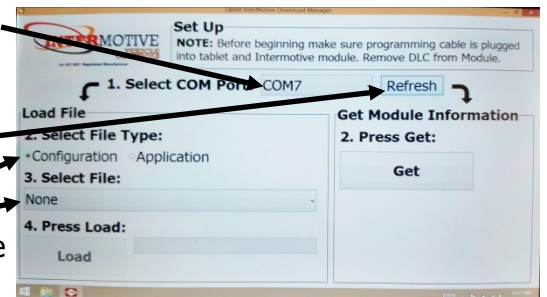 Tablet InterMotive Download Manager
INTERMOTIVE
Set Up
NOTE: Before beginning make sure programming cable is plugged
into tablet and Intermotive module. Remove DLC from Module.
1. Select COM Port COM7
Refresh
Load File
2. Select File Type:
Configuration Application
3. Select File:
None
4. Press Load:
Load
Get Module Information
2. Press Get:
Get
e